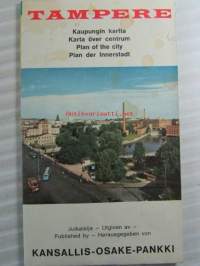 TAMPERE
Kaupungin kartta
Karta över centrum
Plan of the city
Plan der Innerstadt
Julkaisija – Utgiven av –
Published by – Herausgegeben von
KANSALLIS-OSAKE-PANKKI